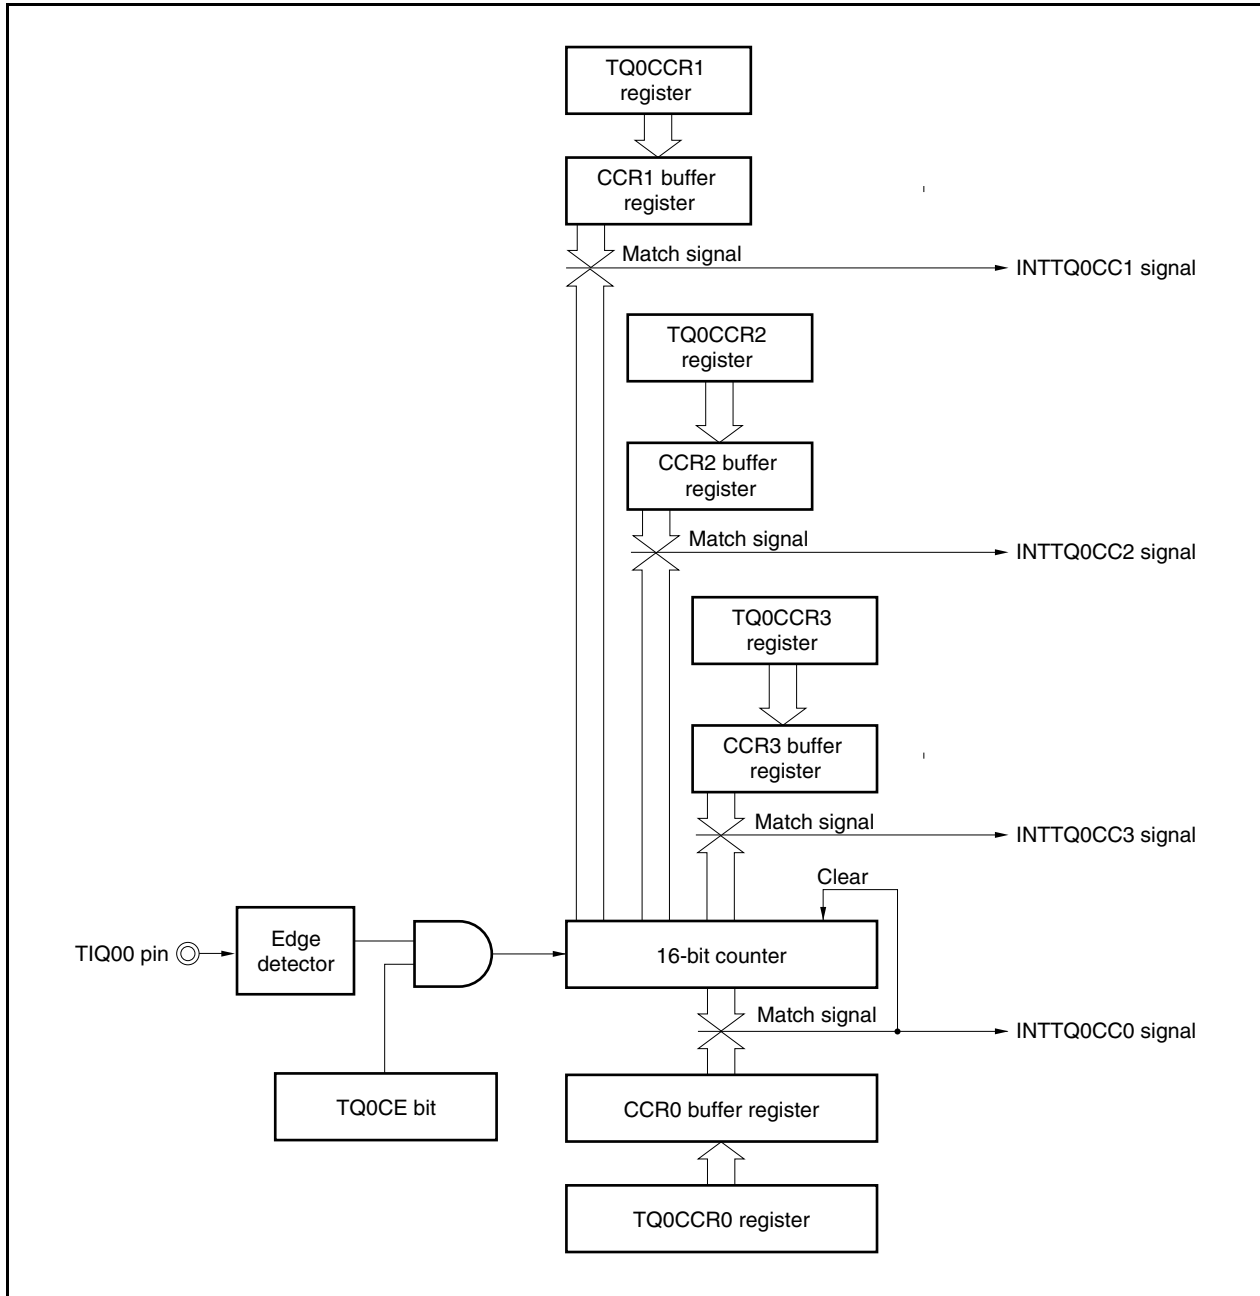 TQ0CCR1
register
CCR1 buffer
register
Match signal
INTTQ0CC1 signal
TQ0CCR2
register
CCR2 buffer
register
Match signal
INTTQ0CC2 signal
TQ0CCR3
register
CCR3 buffer
register
Match signal
INTTQ0CC3 signal
Clear
TIQ00 pin
Edge
detector
16-bit counter
Match signal
INTTQ0CC0 signal
TQ0CE bit
CCR0 buffer register
TQ0CCR0 register